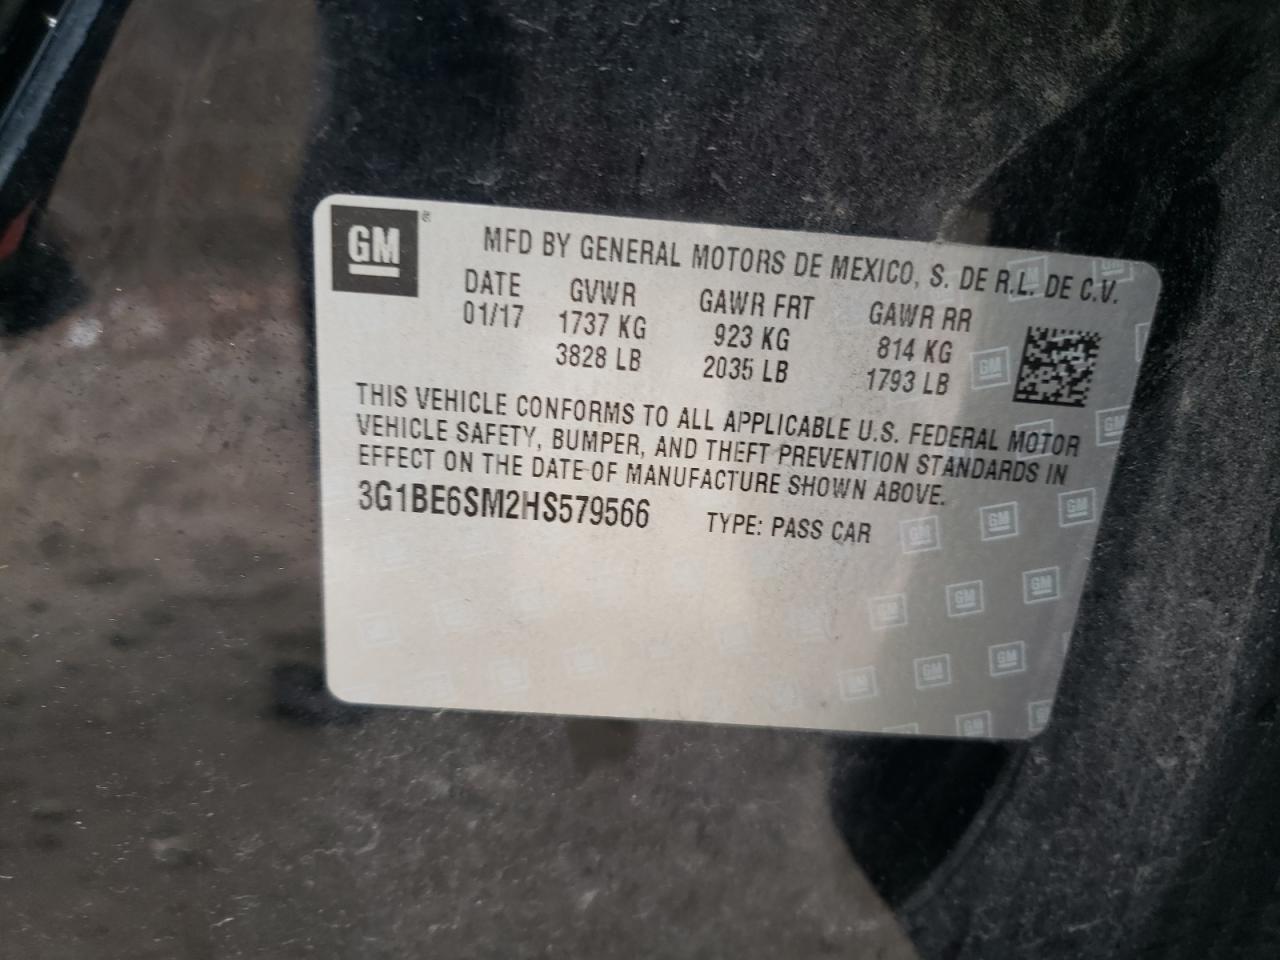 GM ®
MFD BY GENERAL MOTORS DE MEXICO, S. DE R.L. DE C.V.
DATE GVWR GAWR FRT GAWR RR
01/17 1737 KG 923 KG 814 KG
3828 LB 2035 LB 1793 LB
THIS VEHICLE CONFORMS TO ALL APPLICABLE U.S. FEDERAL MOTOR
VEHICLE SAFETY, BUMPER, AND THEFT PREVENTION STANDARDS IN
EFFECT ON THE DATE OF MANUFACTURE SHOWN ABOVE.
3G1BE6SM2HS579566 TYPE: PASS CAR